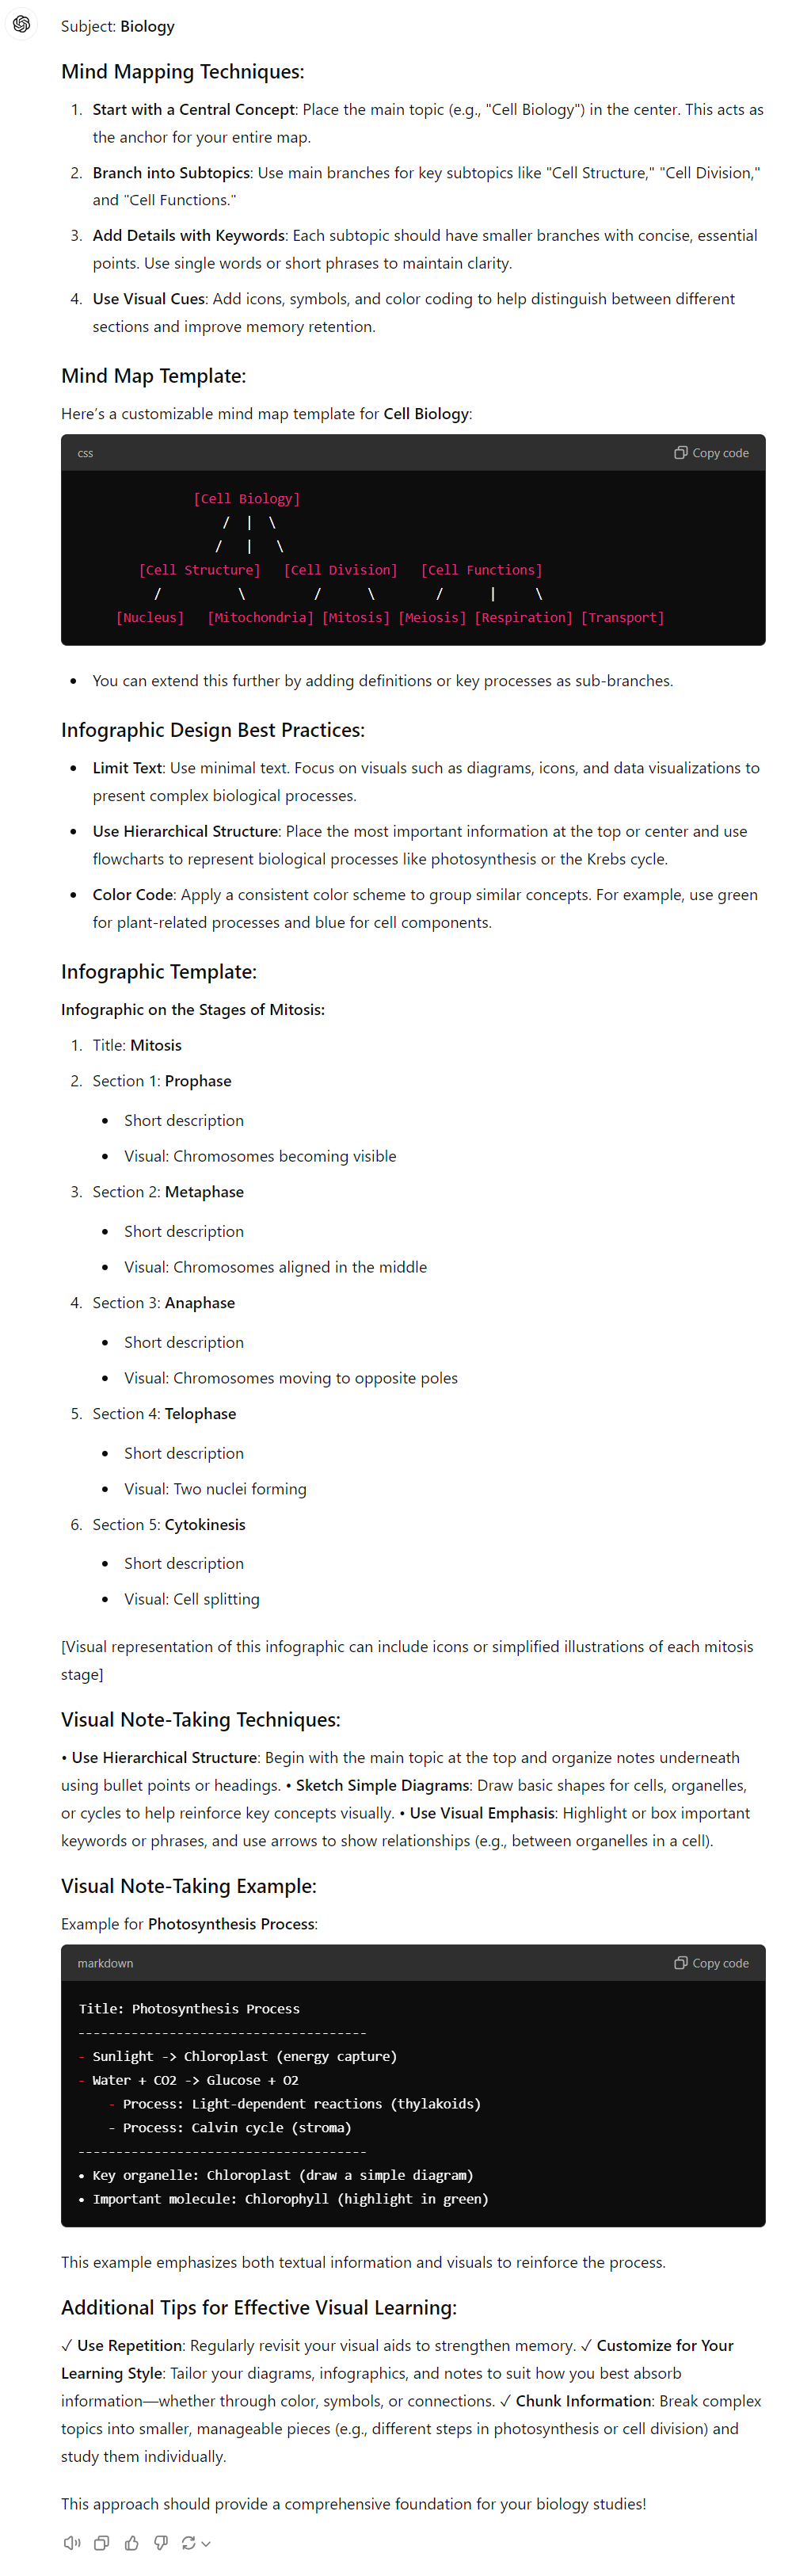 Subject: Biology
Mind Mapping Techniques:
1. Start with a Central Concept: Place the main topic (e.g., "Cell Biology") in the center. This acts as
the anchor for your entire map.
2. Branch into Subtopics: Use main branches for key subtopics like "Cell Structure," "Cell Division,"
and "Cell Functions."
3. Add Details with Keywords: Each subtopic should have smaller branches with concise, essential
points. Use single words or short phrases to maintain clarity.
4. Use Visual Cues: Add icons, symbols, and color coding to help distinguish between different
sections and improve memory retention.
Mind Map Template:
Here's a customizable mind map template for Cell Biology:
css Copy code
[Cell Biology]
/ | \
/ | \
[Cell Structure] [Cell Division] [Cell Functions]
/ \ / \ / | \
[Nucleus] [Mitochondria] [Mitosis] [Meiosis] [Respiration] [Transport]
• You can extend this further by adding definitions or key processes as sub-branches.
Infographic Design Best Practices:
• Limit Text: Use minimal text. Focus on visuals such as diagrams, icons, and data visualizations to
present complex biological processes.
• Use Hierarchical Structure: Place the most important information at the top or center and use
flowcharts to represent biological processes like photosynthesis or the Krebs cycle.
• Color Code: Apply a consistent color scheme to group similar concepts. For example, use green
for plant-related processes and blue for cell components.
Infographic Template:
Infographic on the Stages of Mitosis:
1. Title: Mitosis
2. Section 1: Prophase
• Short description
• Visual: Chromosomes becoming visible
3. Section 2: Metaphase
• Short description
• Visual: Chromosomes aligned in the middle
4. Section 3: Anaphase
• Short description
• Visual: Chromosomes moving to opposite poles
5. Section 4: Telophase
• Short description
• Visual: Two nuclei forming
6. Section 5: Cytokinesis
• Short description
• Visual: Cell splitting
[Visual representation of this infographic can include icons or simplified illustrations of each mitosis
stage]
Visual Note-Taking Techniques:
• Use Hierarchical Structure: Begin with the main topic at the top and organize notes underneath
using bullet points or headings. • Sketch Simple Diagrams: Draw basic shapes for cells, organelles,
or cycles to help reinforce key concepts visually. • Use Visual Emphasis: Highlight or box important
keywords or phrases, and use arrows to show relationships (e.g., between organelles in a cell).
Visual Note-Taking Example:
Example for Photosynthesis Process:
markdown Copy code
Title: Photosynthesis Process
--------------------------------------
- Sunlight -> Chloroplast (energy capture)
- Water + CO2 -> Glucose + O2
- Process: Light-dependent reactions (thylakoids)
- Process: Calvin cycle (stroma)
--------------------------------------
• Key organelle: Chloroplast (draw a simple diagram)
• Important molecule: Chlorophyll (highlight in green)
This example emphasizes both textual information and visuals to reinforce the process.
Additional Tips for Effective Visual Learning:
✓ Use Repetition: Regularly revisit your visual aids to strengthen memory. ✓ Customize for Your
Learning Style: Tailor your diagrams, infographics, and notes to suit how you best absorb
information—whether through color, symbols, or connections. ✓ Chunk Information: Break complex
topics into smaller, manageable pieces (e.g., different steps in photosynthesis or cell division) and
study them individually.
This approach should provide a comprehensive foundation for your biology studies!